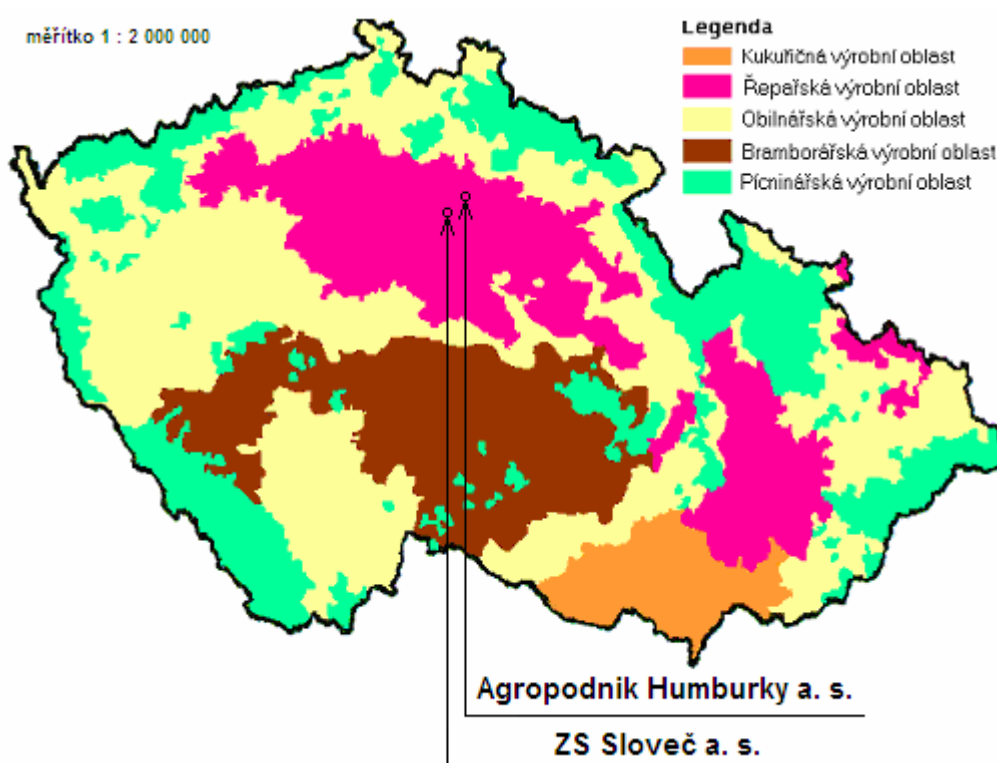 měřítko 1 : 2 000 000
Legenda
Kukuřičná výrobní oblast
Řepařská výrobní oblast
Obilnářská výrobní oblast
Bramborářská výrobní oblast
Pícninářská výrobní oblast
Agropodnik Humburky a. s.
ZS Sloveč a. s.